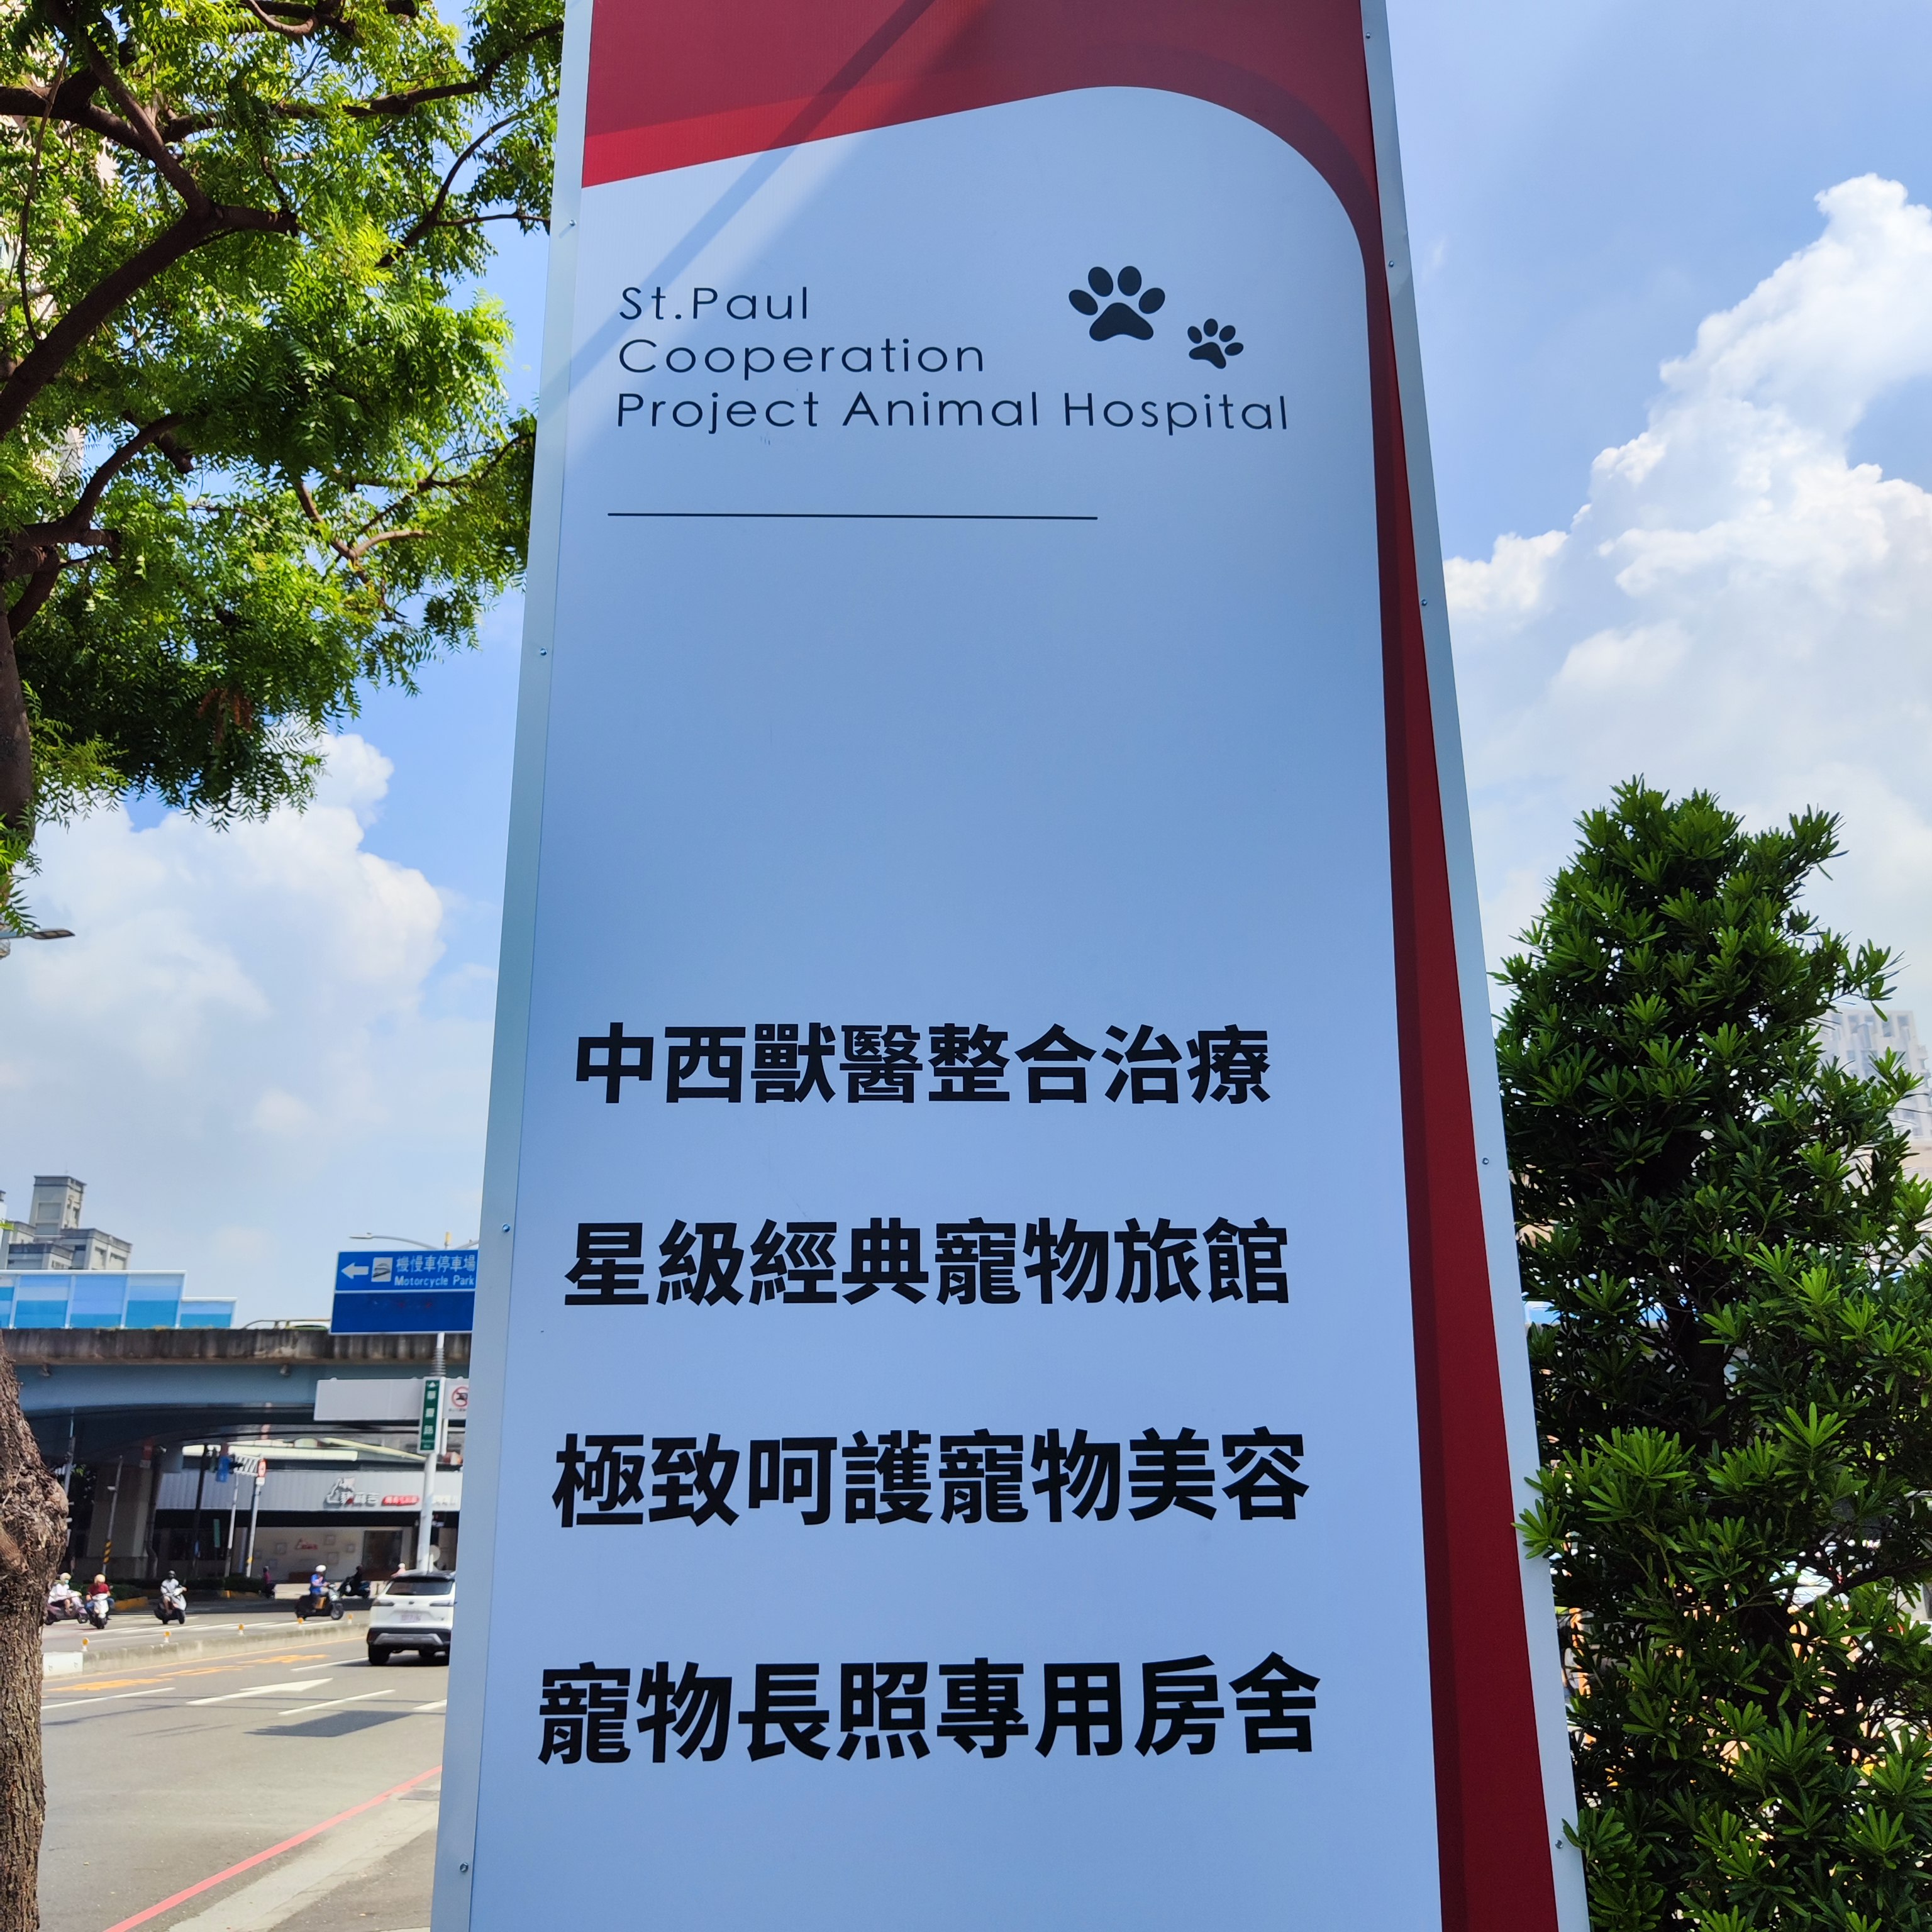 St.Paul
Cooperation
Project Animal Hospital
中西獸醫整合治療
星級經典寵物旅館
極致呵護寵物美容
寵物長照專用房舍
機慢車停車場
Motorcycle Park